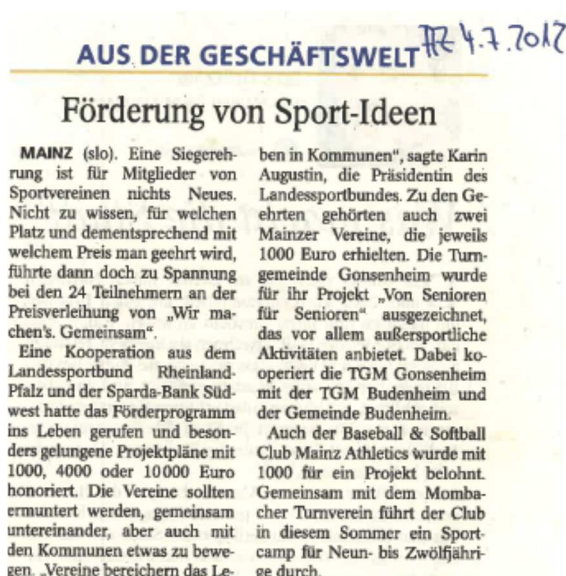 AUS DER GESCHÄFTSWELT AZ 4.7.2012
Förderung von Sport-Ideen
MAINZ (slo). Eine Siegereh-
rung ist für Mitglieder von
Sportvereinen nichts Neues.
Nicht zu wissen, für welchen
Platz und dementsprechend mit
welchem Preis man geehrt wird,
führte dann doch zu Spannung
bei den 24 Teilnehmern an der
Preisverleihung von „Wir ma-
chen's. Gemeinsam“.
Eine Kooperation aus dem
Landessportbund Rheinland-
Pfalz und der Sparda-Bank Süd-
west hatte das Förderprogramm
ins Leben gerufen und beson-
ders gelungene Projektpläne mit
1000, 4000 oder 10000 Euro
honoriert. Die Vereine sollten
ermuntert werden, gemeinsam
untereinander, aber auch mit
den Kommunen etwas zu bewe-
gen. „Vereine bereichern das Le-
ben in Kommunen“, sagte Karin
Augustin, die Präsidentin des
Landessportbundes. Zu den Ge-
ehrten gehörten auch zwei
Mainzer Vereine, die jeweils
1000 Euro erhielten. Die Turn-
gemeinde Gonsenheim wurde
für ihr Projekt „Von Senioren
für Senioren“ ausgezeichnet,
das vor allem außersportliche
Aktivitäten anbietet. Dabei ko-
operiert die TGM Gonsenheim
mit der TGM Budenheim und
der Gemeinde Budenheim.
Auch der Baseball & Softball
Club Mainz Athletics wurde mit
1000 für ein Projekt belohnt.
Gemeinsam mit dem Momba-
cher Turnverein führt der Club
in diesem Sommer ein Sport-
camp für Neun- bis Zwölfjähri-
ge durch.